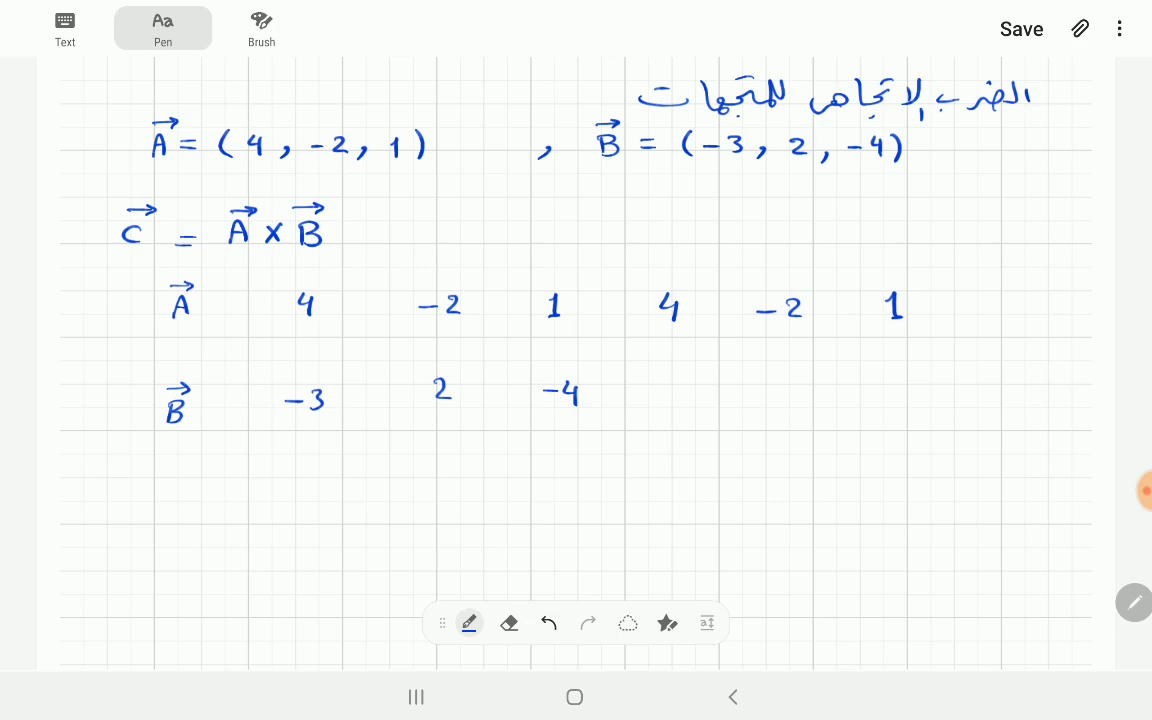 Text Pen Brush Save
الضرب الاتجاهي للمتجهات
A = ( 4 , -2 , 1 ) , B = ( -3 , 2 , -4 )
C = A × B
A 4 -2 1 4 -2 1
B -3 2 -4